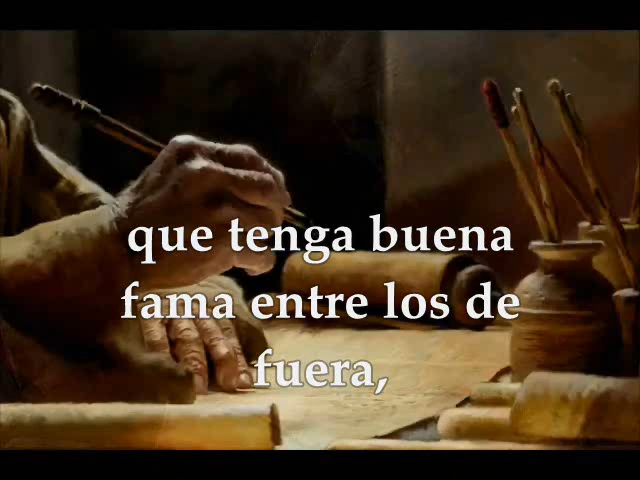 que tenga buena
fama entre los de
fuera,